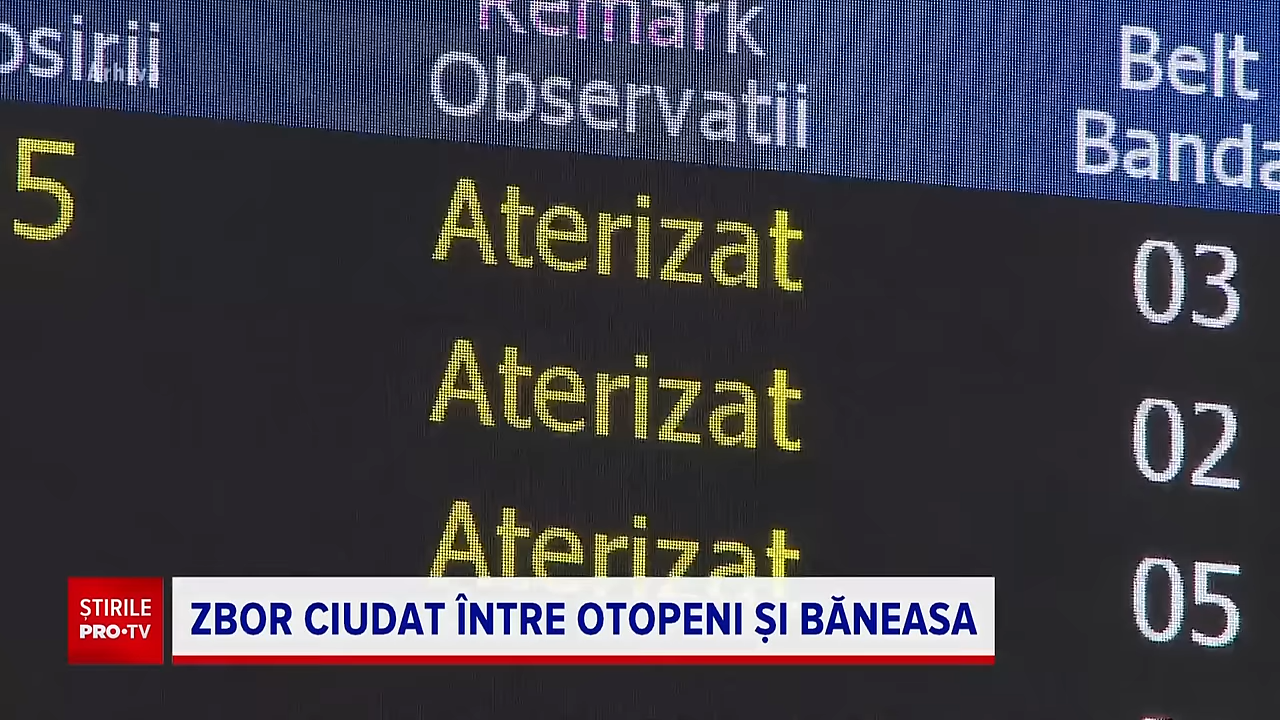 osirii
Arhivă
Remark
Observatii
Belt
Banda
5
Aterizat
03
Aterizat
02
Aterizat
05
ȘTIRILE
PRO•TV
ZBOR CIUDAT ÎNTRE OTOPENI ȘI BĂNEASA